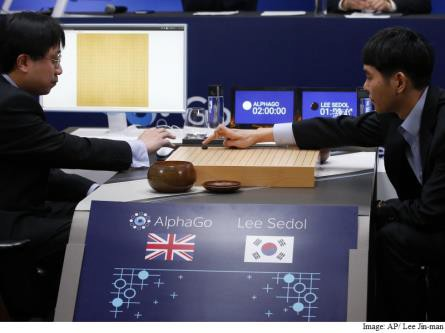 ALPHAGO
02:00:00
LEE SEDOL
AlphaGo
Lee Sedol
Image: AP/ Lee Jin-man